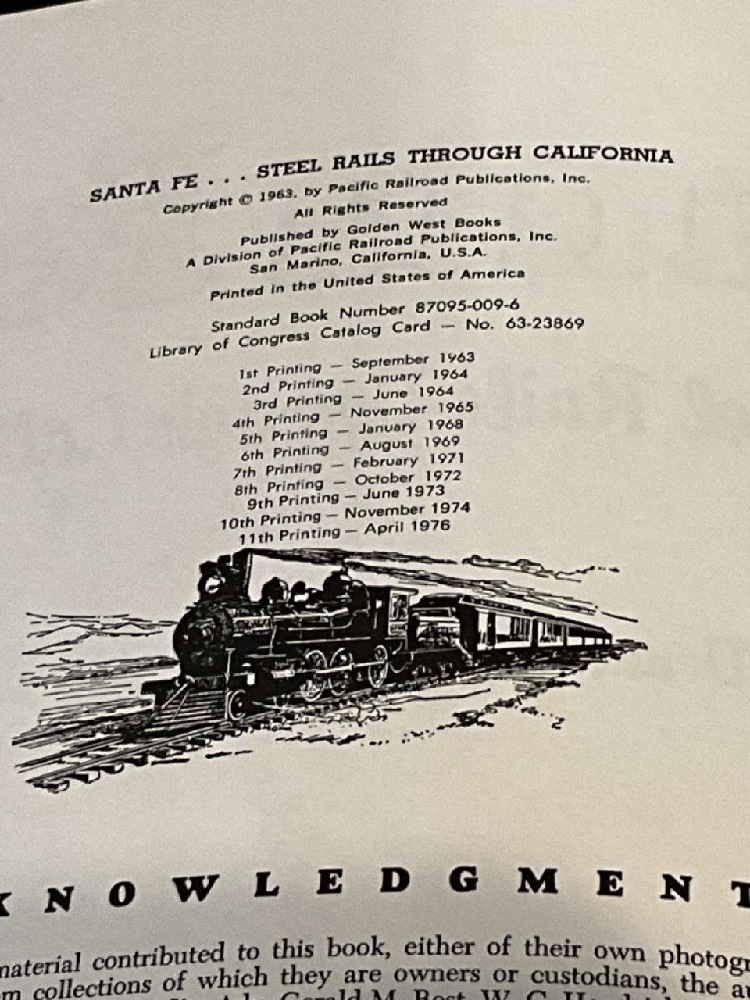 SANTA FE . . . STEEL RAILS THROUGH CALIFORNIA
Copyright © 1963, by Pacific Railroad Publications, Inc.
All Rights Reserved
Published by Golden West Books
A Division of Pacific Railroad Publications, Inc.
San Marino, California, U.S.A.
Printed in the United States of America
Standard Book Number 87095-009-6
Library of Congress Catalog Card — No. 63-23869
1st Printing — September 1963
2nd Printing — January 1964
3rd Printing — June 1964
4th Printing — November 1965
5th Printing — January 1968
6th Printing — August 1969
7th Printing — February 1971
8th Printing — October 1972
9th Printing — June 1973
10th Printing — November 1974
11th Printing — April 1976
KNOWLEDGMENT
material contributed to this book, either of their own photogr
m collections of which they are owners or custodians, the a
Gerald M. Best, W. C.